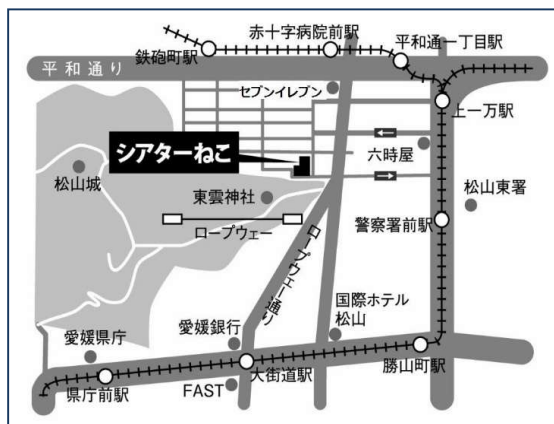 赤十字病院前駅
平和通一丁目駅
鉄砲町駅
平和通り
セブンイレブン
上一万駅
シアターねこ
六時屋
松山城
東雲神社
松山東署
ロープウェー
警察署前駅
ロープウェー通り
国際ホテル
松山
愛媛銀行
愛媛県庁
勝山町駅
大街道駅
県庁前駅
FAST